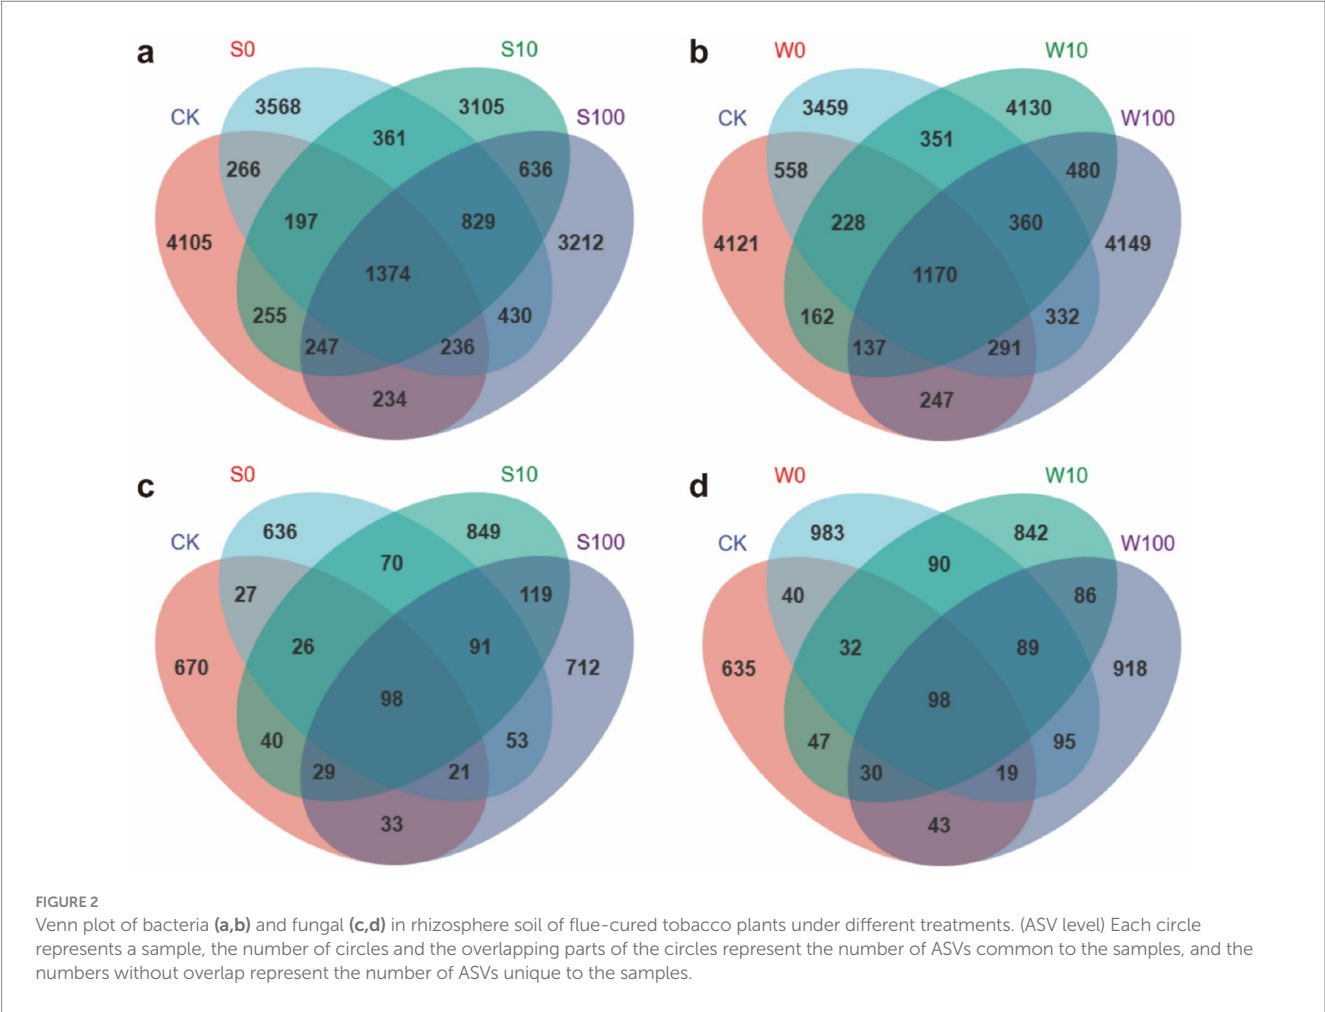 a
S0
S10
b
W0
W10
3568
3105
3459
4130
CK
361
S100
CK
351
W100
266
636
558
480
197
829
228
360
4105
3212
4121
4149
1374
1170
255
430
162
332
247
236
137
291
234
247
c
S0
S10
d
W0
W10
636
849
983
842
CK
70
S100
CK
90
W100
27
119
40
86
26
91
32
89
670
712
635
918
98
98
40
53
47
95
29
21
30
19
33
43
FIGURE 2
Venn plot of bacteria (a,b) and fungal (c,d) in rhizosphere soil of flue-cured tobacco plants under different treatments. (ASV level) Each circle
represents a sample, the number of circles and the overlapping parts of the circles represent the number of ASVs common to the samples, and the
numbers without overlap represent the number of ASVs unique to the samples.